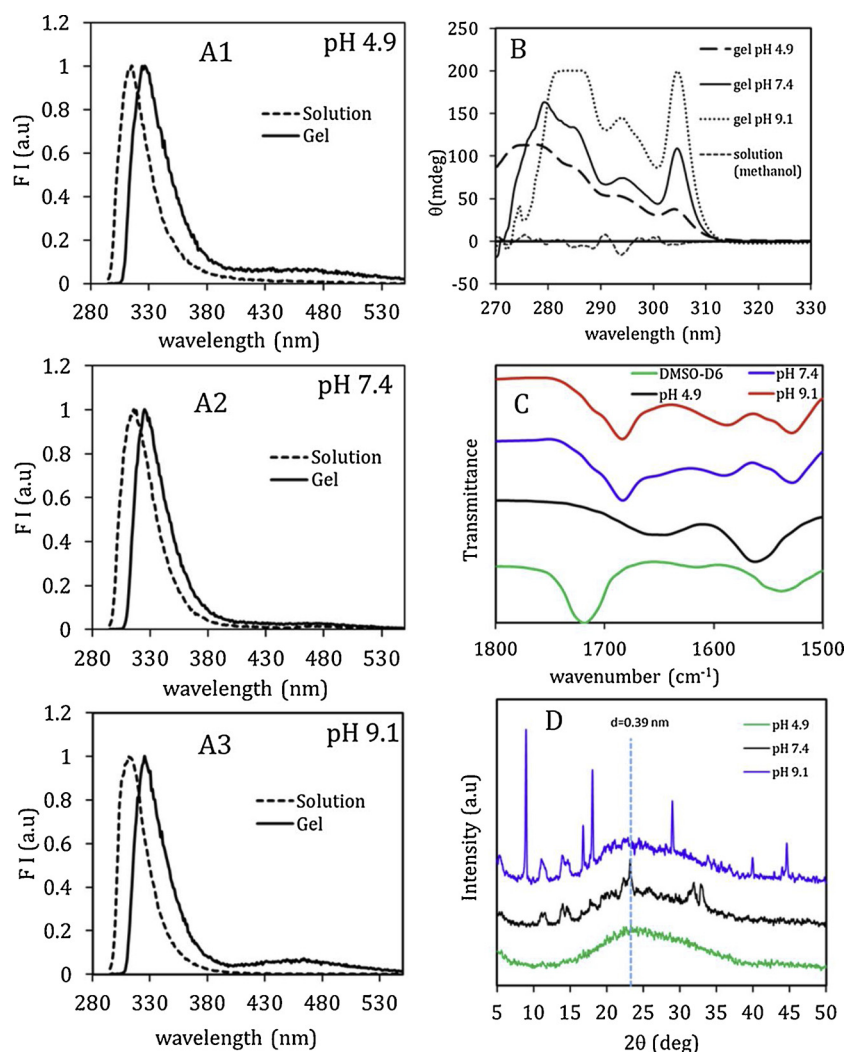 A1
pH 4.9
1.2
1
0.8
0.6
0.4
0.2
0
F I (a.u)
Solution
Gel
280 330 380 430 480 530
wavelength (nm)
B
250
200
150
100
50
0
-50
θ(mdeg)
gel pH 4.9
gel pH 7.4
gel pH 9.1
solution
(methanol)
270 280 290 300 310 320 330
wavelength (nm)
A2
pH 7.4
1.2
1
0.8
0.6
0.4
0.2
0
F I (a.u)
Solution
Gel
280 330 380 430 480 530
wavelength (nm)
C
DMSO-D6 pH 7.4
pH 4.9 pH 9.1
Transmittance
1800 1700 1600 1500
wavenumber (cm-1)
A3
pH 9.1
1.2
1
0.8
0.6
0.4
0.2
0
F I (a.u)
Solution
Gel
280 330 380 430 480 530
wavelength (nm)
D
d=0.39 nm
pH 4.9
pH 7.4
pH 9.1
Intensity (a.u)
5 10 15 20 25 30 35 40 45 50
2θ (deg)